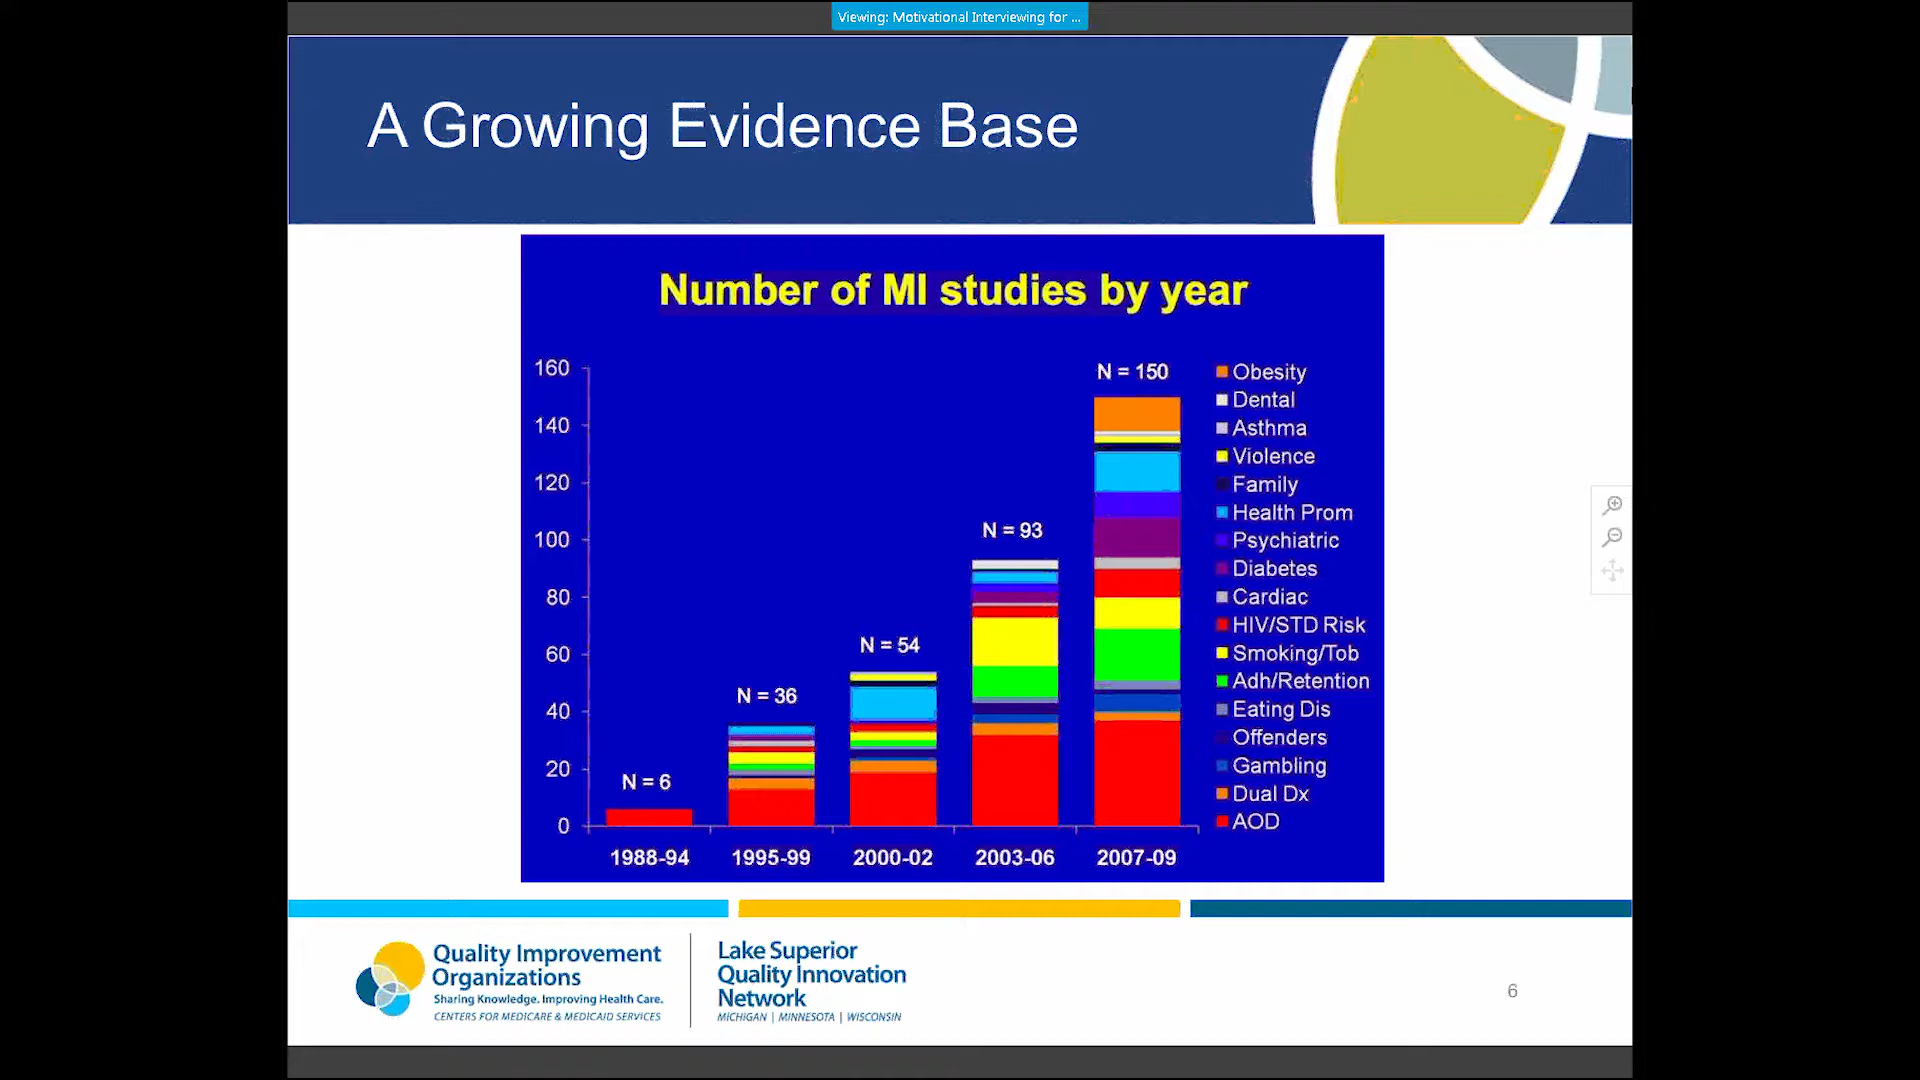 Viewing: Motivational Interviewing for ...
A Growing Evidence Base
Number of MI studies by year
160
140
120
100
80
60
40
20
0
N = 6
N = 36
N = 54
N = 93
N = 150
1988-94
1995-99
2000-02
2003-06
2007-09
Obesity
Dental
Asthma
Violence
Family
Health Prom
Psychiatric
Diabetes
Cardiac
HIV/STD Risk
Smoking/Tob
Adh/Retention
Eating Dis
Offenders
Gambling
Dual Dx
AOD
Quality Improvement
Organizations
Sharing Knowledge. Improving Health Care.
CENTERS FOR MEDICARE & MEDICAID SERVICES
Lake Superior
Quality Innovation
Network
MICHIGAN | MINNESOTA | WISCONSIN
6